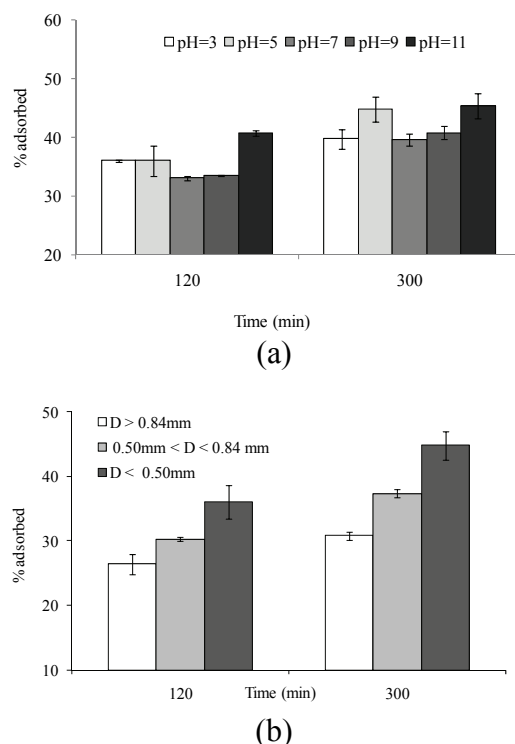 60
pH=3 pH=5 pH=7 pH=9 pH=11
50
% adsorbed
40
30
20
120 300
Time (min)
(a)
50
D > 0.84mm
0.50mm < D < 0.84 mm
D < 0.50mm
40
% adsorbed
30
20
10
120 Time (min) 300
(b)